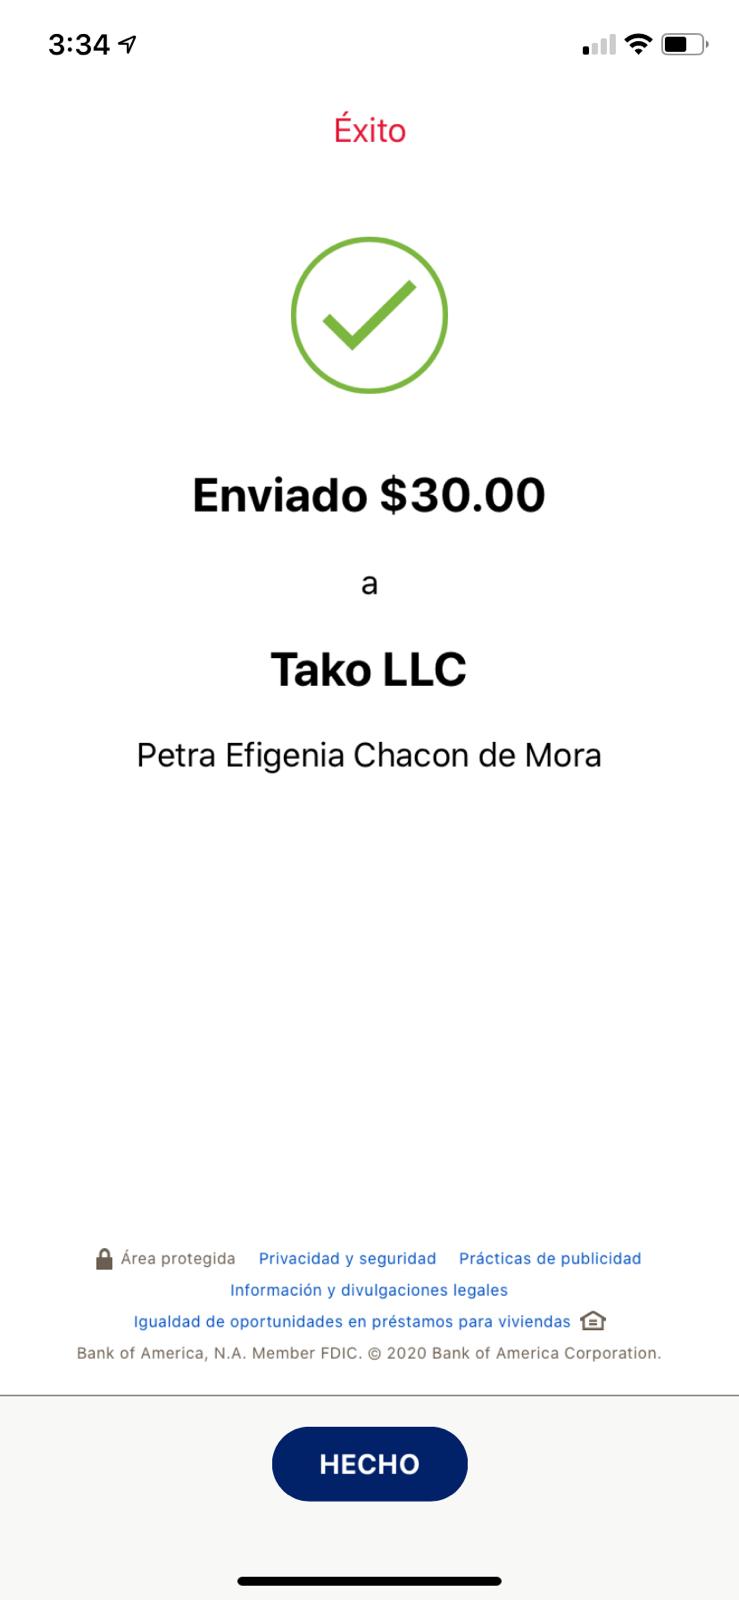 3:34
Éxito
Enviado $30.00
a
Tako LLC
Petra Efigenia Chacon de Mora
Área protegida Privacidad y seguridad Prácticas de publicidad
Información y divulgaciones legales
Igualdad de oportunidades en préstamos para viviendas
Bank of America, N.A. Member FDIC. © 2020 Bank of America Corporation.
HECHO